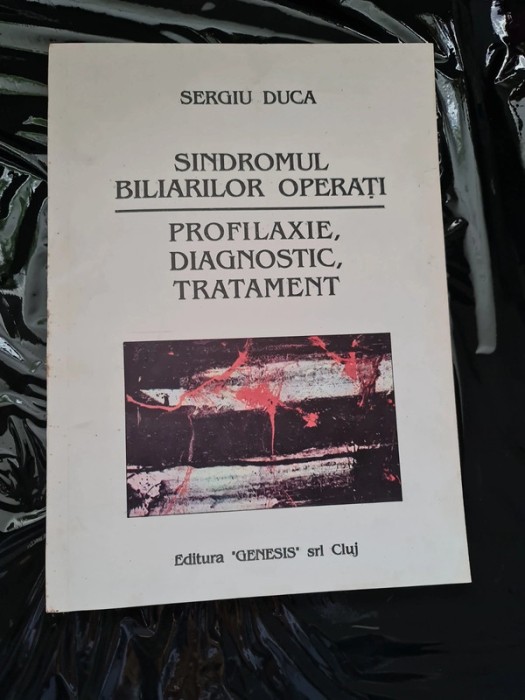 SERGIU DUCA
SINDROMUL
BILIARILOR OPERAȚI
PROFILAXIE,
DIAGNOSTIC,
TRATAMENT
Editura "GENESIS" srl Cluj